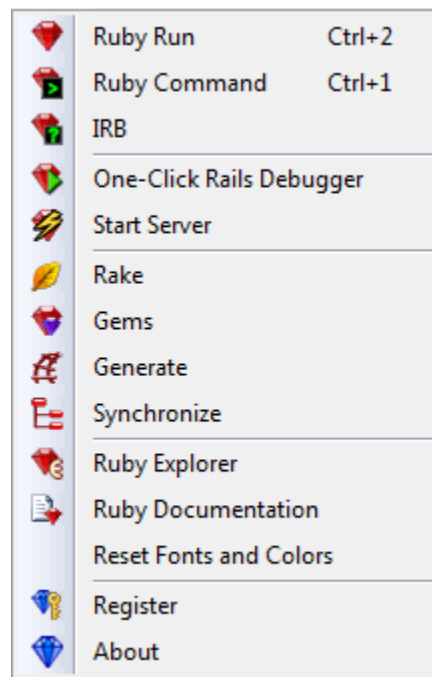 Ruby Run Ctrl+2
Ruby Command Ctrl+1
IRB
One-Click Rails Debugger
Start Server
Rake
Gems
Generate
Synchronize
Ruby Explorer
Ruby Documentation
Reset Fonts and Colors
Register
About